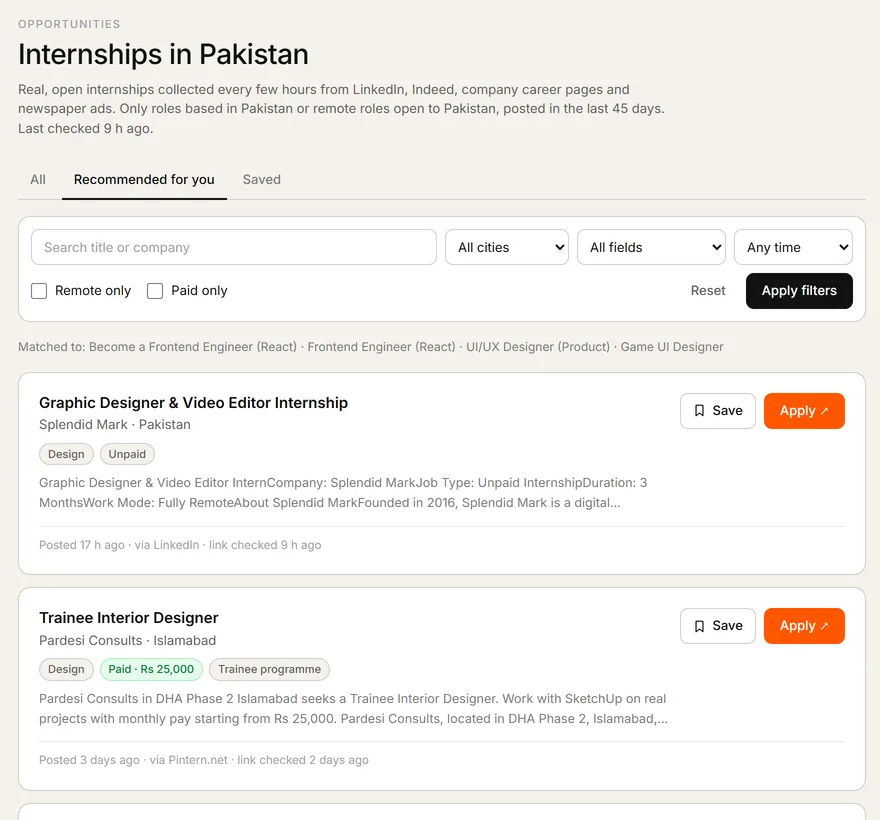 OPPORTUNITIES
Internships in Pakistan
Real, open internships collected every few hours from LinkedIn, Indeed, company career pages and
newspaper ads. Only roles based in Pakistan or remote roles open to Pakistan, posted in the last 45 days.
Last checked 9 h ago.
All Recommended for you Saved
Search title or company All cities All fields Any time
Remote only Paid only Reset Apply filters
Matched to: Become a Frontend Engineer (React) · Frontend Engineer (React) · UI/UX Designer (Product) · Game UI Designer
Graphic Designer & Video Editor Internship
Splendid Mark · Pakistan
Save Apply ↗
Design Unpaid
Graphic Designer & Video Editor InternCompany: Splendid MarkJob Type: Unpaid InternshipDuration: 3
MonthsWork Mode: Fully RemoteAbout Splendid MarkFounded in 2016, Splendid Mark is a digital...
Posted 17 h ago · via LinkedIn · link checked 9 h ago
Trainee Interior Designer
Pardesi Consults · Islamabad
Save Apply ↗
Design Paid · Rs 25,000 Trainee programme
Pardesi Consults in DHA Phase 2 Islamabad seeks a Trainee Interior Designer. Work with SketchUp on real
projects with monthly pay starting from Rs 25,000. Pardesi Consults, located in DHA Phase 2, Islamabad,...
Posted 3 days ago · via Pintern.net · link checked 2 days ago